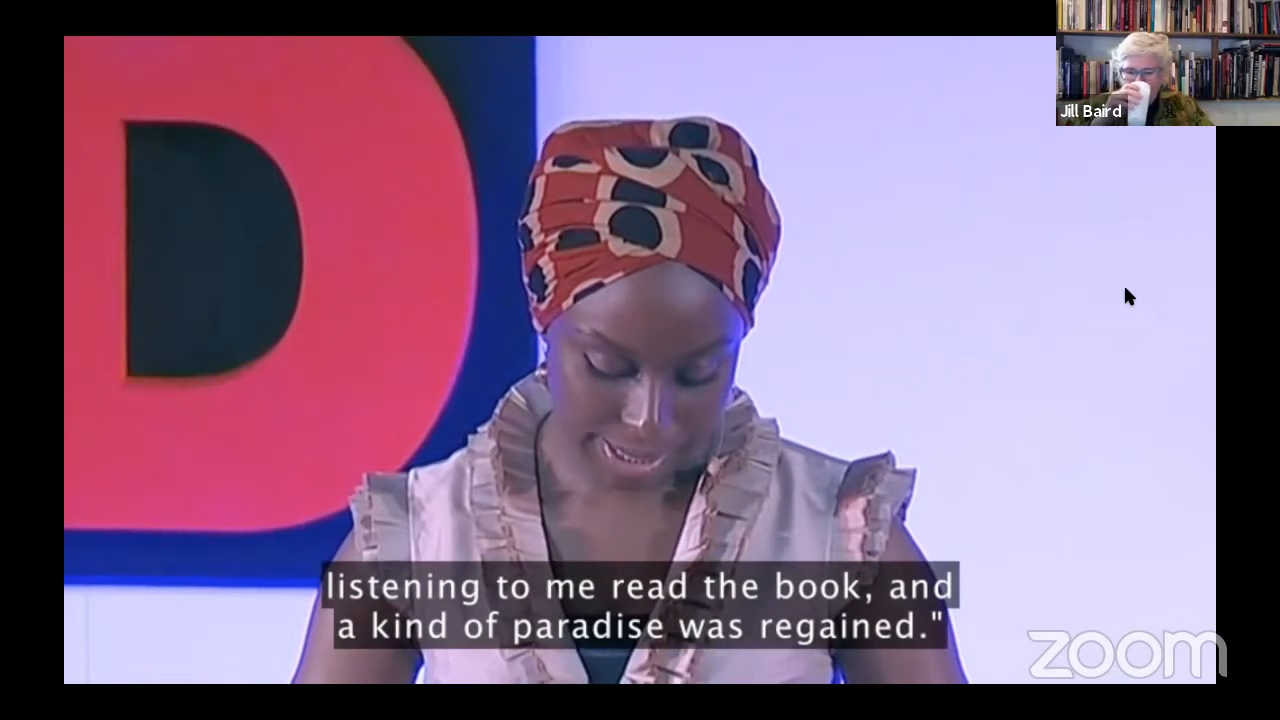 D
Jill Baird
listening to me read the book, and
a kind of paradise was regained."
zoom